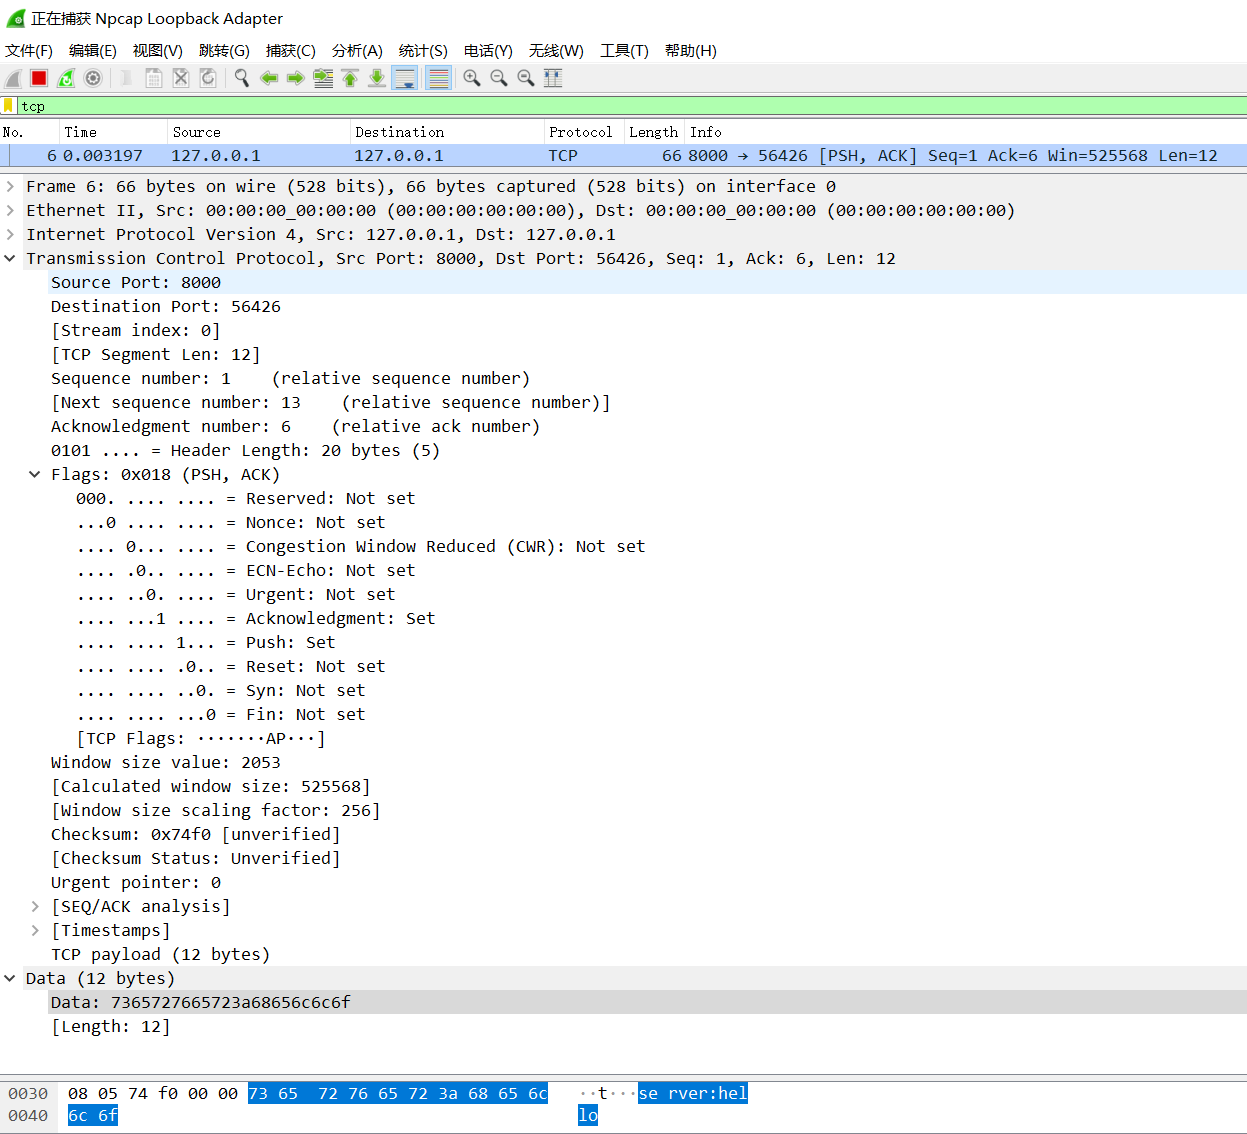 正在捕获 Npcap Loopback Adapter
文件(F) 编辑(E) 视图(V) 跳转(G) 捕获(C) 分析(A) 统计(S) 电话(Y) 无线(W) 工具(T) 帮助(H)
tcp
No. Time Source Destination Protocol Length Info
6 0.003197 127.0.0.1 127.0.0.1 TCP 66 8000 → 56426 [PSH, ACK] Seq=1 Ack=6 Win=525568 Len=12
Frame 6: 66 bytes on wire (528 bits), 66 bytes captured (528 bits) on interface 0
Ethernet II, Src: 00:00:00_00:00:00 (00:00:00:00:00:00), Dst: 00:00:00_00:00:00 (00:00:00:00:00:00)
Internet Protocol Version 4, Src: 127.0.0.1, Dst: 127.0.0.1
Transmission Control Protocol, Src Port: 8000, Dst Port: 56426, Seq: 1, Ack: 6, Len: 12
Source Port: 8000
Destination Port: 56426
[Stream index: 0]
[TCP Segment Len: 12]
Sequence number: 1    (relative sequence number)
[Next sequence number: 13    (relative sequence number)]
Acknowledgment number: 6    (relative ack number)
0101 .... = Header Length: 20 bytes (5)
Flags: 0x018 (PSH, ACK)
000. .... .... = Reserved: Not set
...0 .... .... = Nonce: Not set
.... 0... .... = Congestion Window Reduced (CWR): Not set
.... .0.. .... = ECN-Echo: Not set
.... ..0. .... = Urgent: Not set
.... ...1 .... = Acknowledgment: Set
.... .... 1... = Push: Set
.... .... .0.. = Reset: Not set
.... .... ..0. = Syn: Not set
.... .... ...0 = Fin: Not set
[TCP Flags: ·······AP···]
Window size value: 2053
[Calculated window size: 525568]
[Window size scaling factor: 256]
Checksum: 0x74f0 [unverified]
[Checksum Status: Unverified]
Urgent pointer: 0
[SEQ/ACK analysis]
[Timestamps]
TCP payload (12 bytes)
Data (12 bytes)
Data: 7365727665723a68656c6c6f
[Length: 12]
0030 08 05 74 f0 00 00 73 65 72 76 65 72 3a 68 65 6c ··t···se rver:hel
0040 6c 6f lo